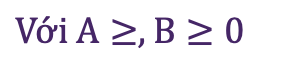 Với A ≥, B ≥ 0